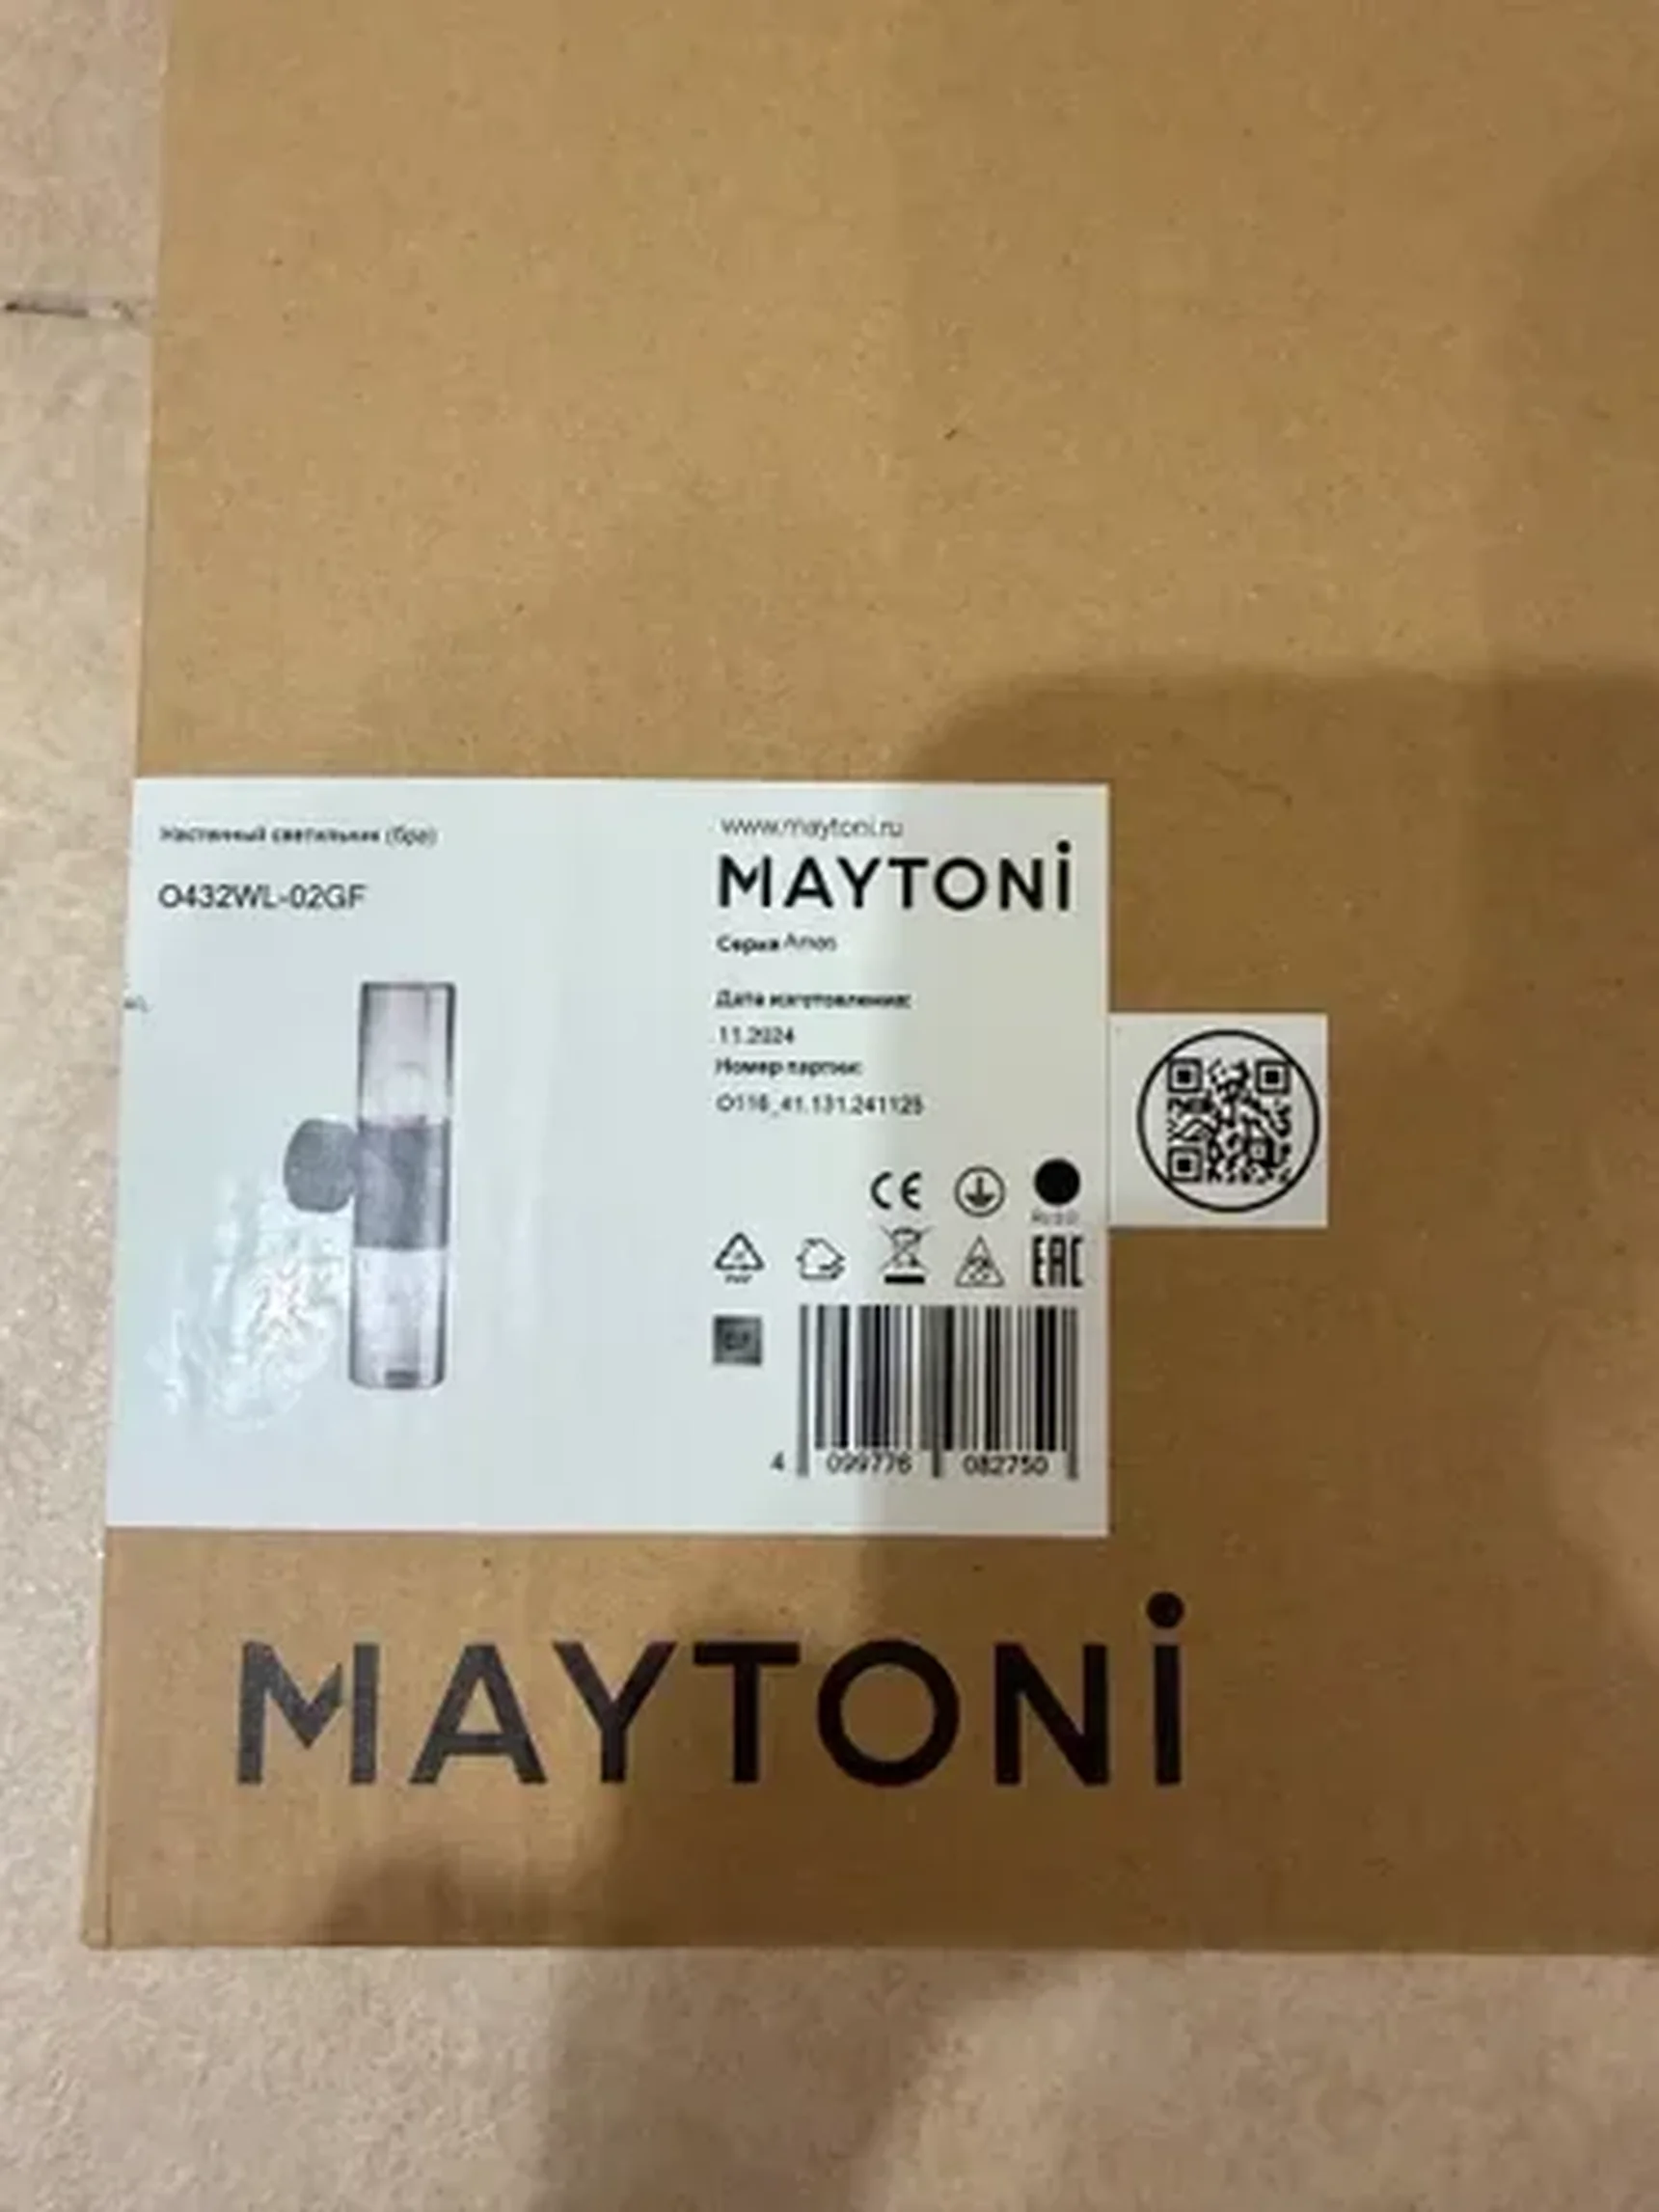 Настенный светильник (бра)
O432WL-02GF
www.maytoni.ru
MAYTONi
Серия Amas
Дата изготовления:
11.2024
Номер партии:
O116_41.131.241125
CE
EAC
4 099776 082750
MAYTONi